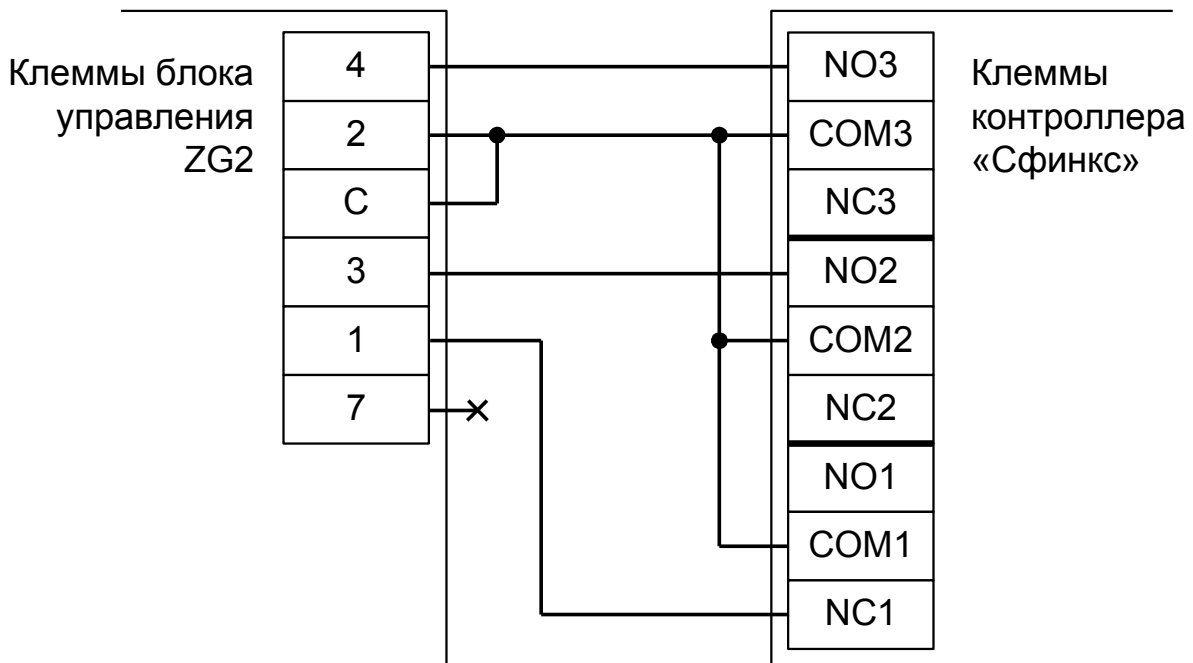 Клеммы блока
управления
ZG2
4
2
C
3
1
7
NO3
COM3
NC3
NO2
COM2
NC2
NO1
COM1
NC1
Клеммы
контроллера
«Сфинкс»